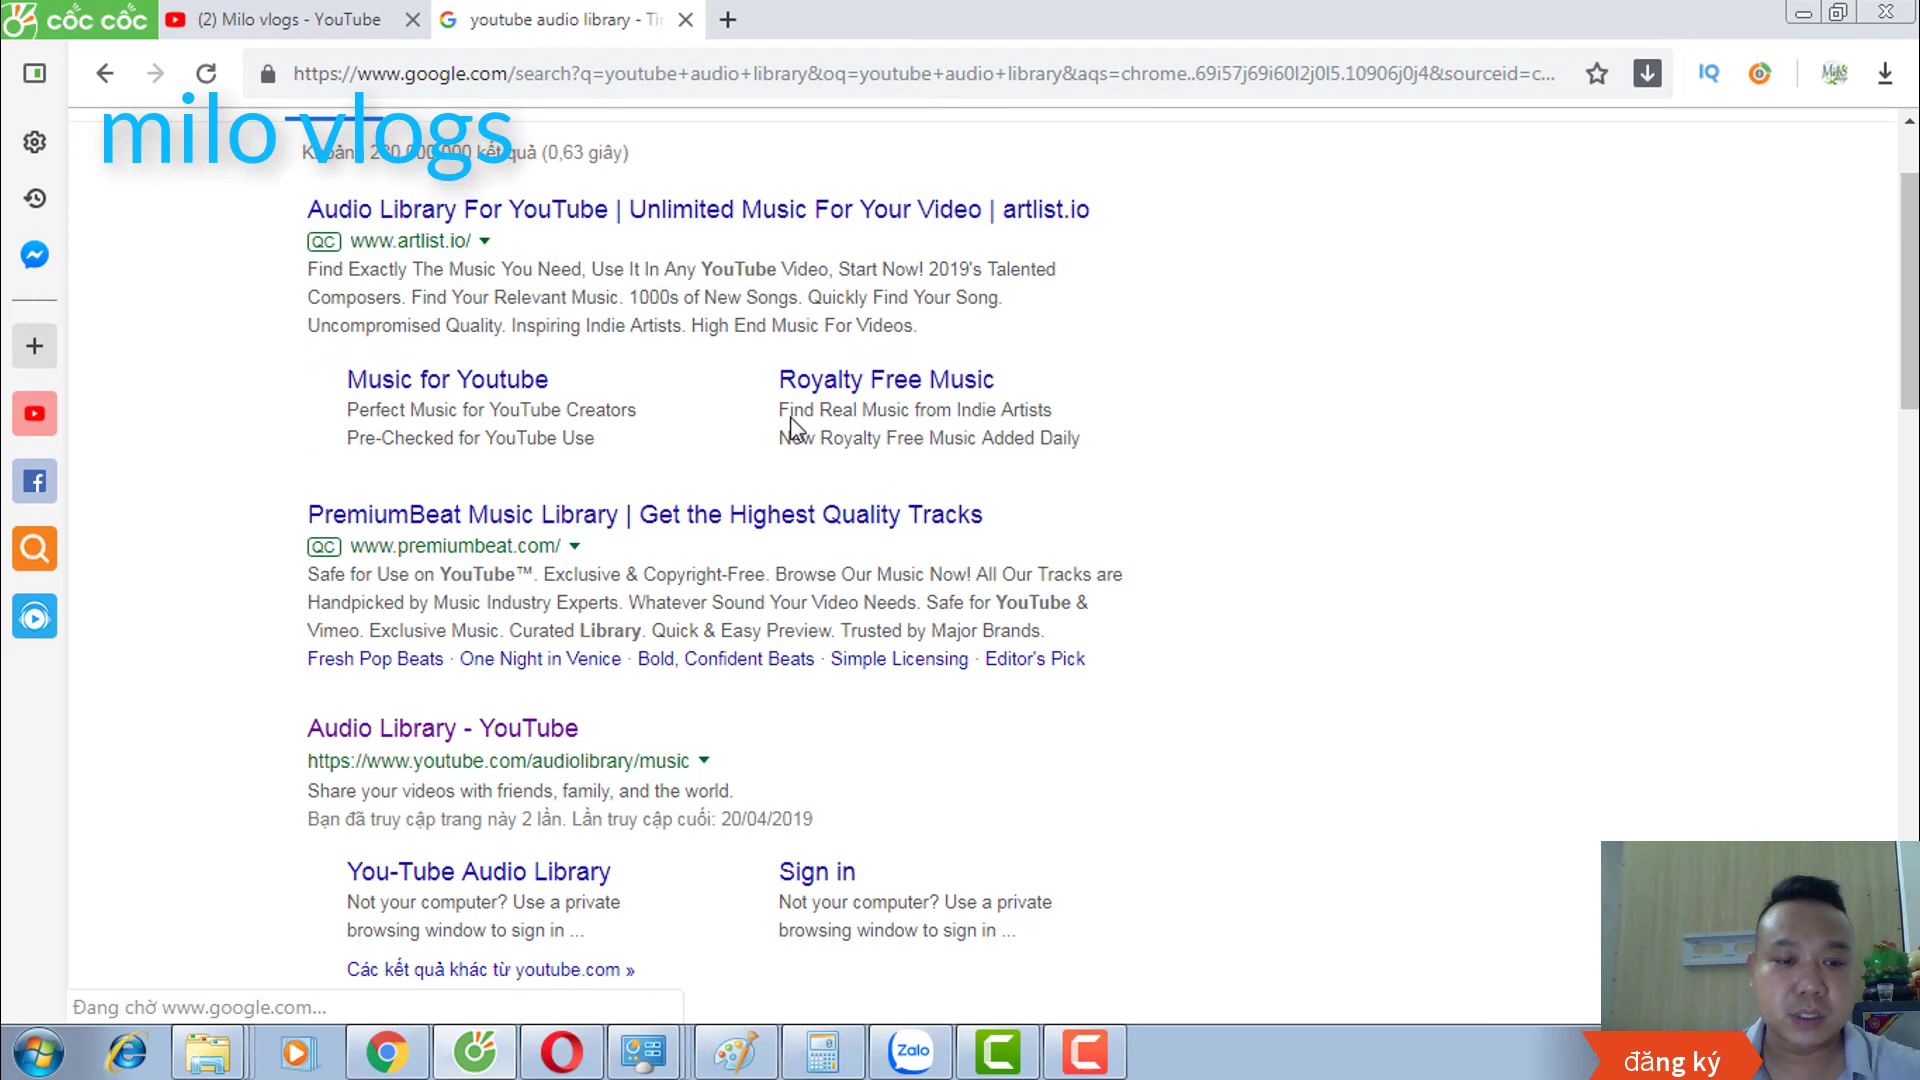 cốc cốc
(2) Milo vlogs - YouTube
youtube audio library - Tìn
https://www.google.com/search?q=youtube+audio+library&oq=youtube+audio+library&aqs=chrome..69i57j69i60l2j0l5.10906j0j4&sourceid=c...
IQ
milo vlogs
kết quả (0,63 giây)
Audio Library For YouTube | Unlimited Music For Your Video | artlist.io
QC www.artlist.io/
Find Exactly The Music You Need, Use It In Any YouTube Video, Start Now! 2019's Talented
Composers. Find Your Relevant Music. 1000s of New Songs. Quickly Find Your Song.
Uncompromised Quality. Inspiring Indie Artists. High End Music For Videos.
Music for Youtube
Perfect Music for YouTube Creators
Pre-Checked for YouTube Use
Royalty Free Music
Find Real Music from Indie Artists
New Royalty Free Music Added Daily
PremiumBeat Music Library | Get the Highest Quality Tracks
QC www.premiumbeat.com/
Safe for Use on YouTube™. Exclusive & Copyright-Free. Browse Our Music Now! All Our Tracks are
Handpicked by Music Industry Experts. Whatever Sound Your Video Needs. Safe for YouTube &
Vimeo. Exclusive Music. Curated Library. Quick & Easy Preview. Trusted by Major Brands.
Fresh Pop Beats · One Night in Venice · Bold, Confident Beats · Simple Licensing · Editor's Pick
Audio Library - YouTube
https://www.youtube.com/audiolibrary/music
Share your videos with friends, family, and the world.
Bạn đã truy cập trang này 2 lần. Lần truy cập cuối: 20/04/2019
You-Tube Audio Library
Not your computer? Use a private
browsing window to sign in ...
Sign in
Not your computer? Use a private
browsing window to sign in ...
Các kết quả khác từ youtube.com »
Đang chờ www.google.com...
Zalo
đăng ký